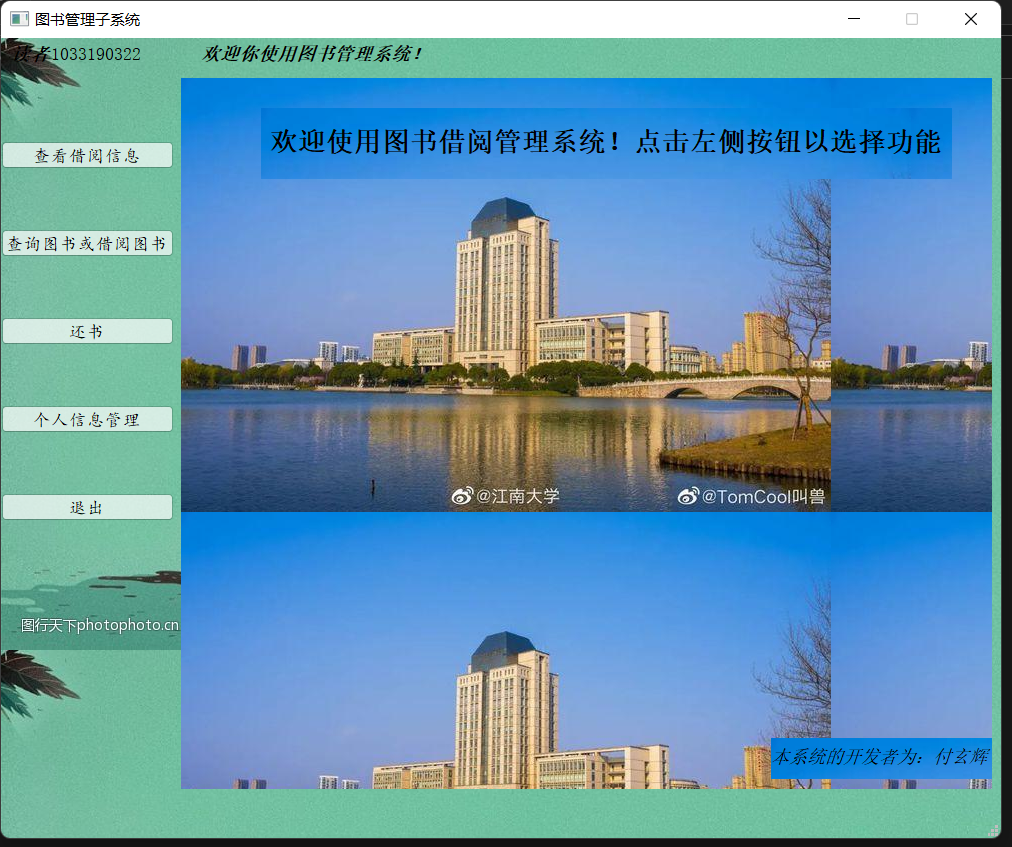 图书管理子系统
读者1033190322
欢迎你使用图书管理系统！
欢迎使用图书借阅管理系统！点击左侧按钮以选择功能
查看借阅信息
查询图书或借阅图书
还书
个人信息管理
退出
@江南大学
@TomCool叫兽
图行天下photophoto.cn
本系统的开发者为：付玄辉